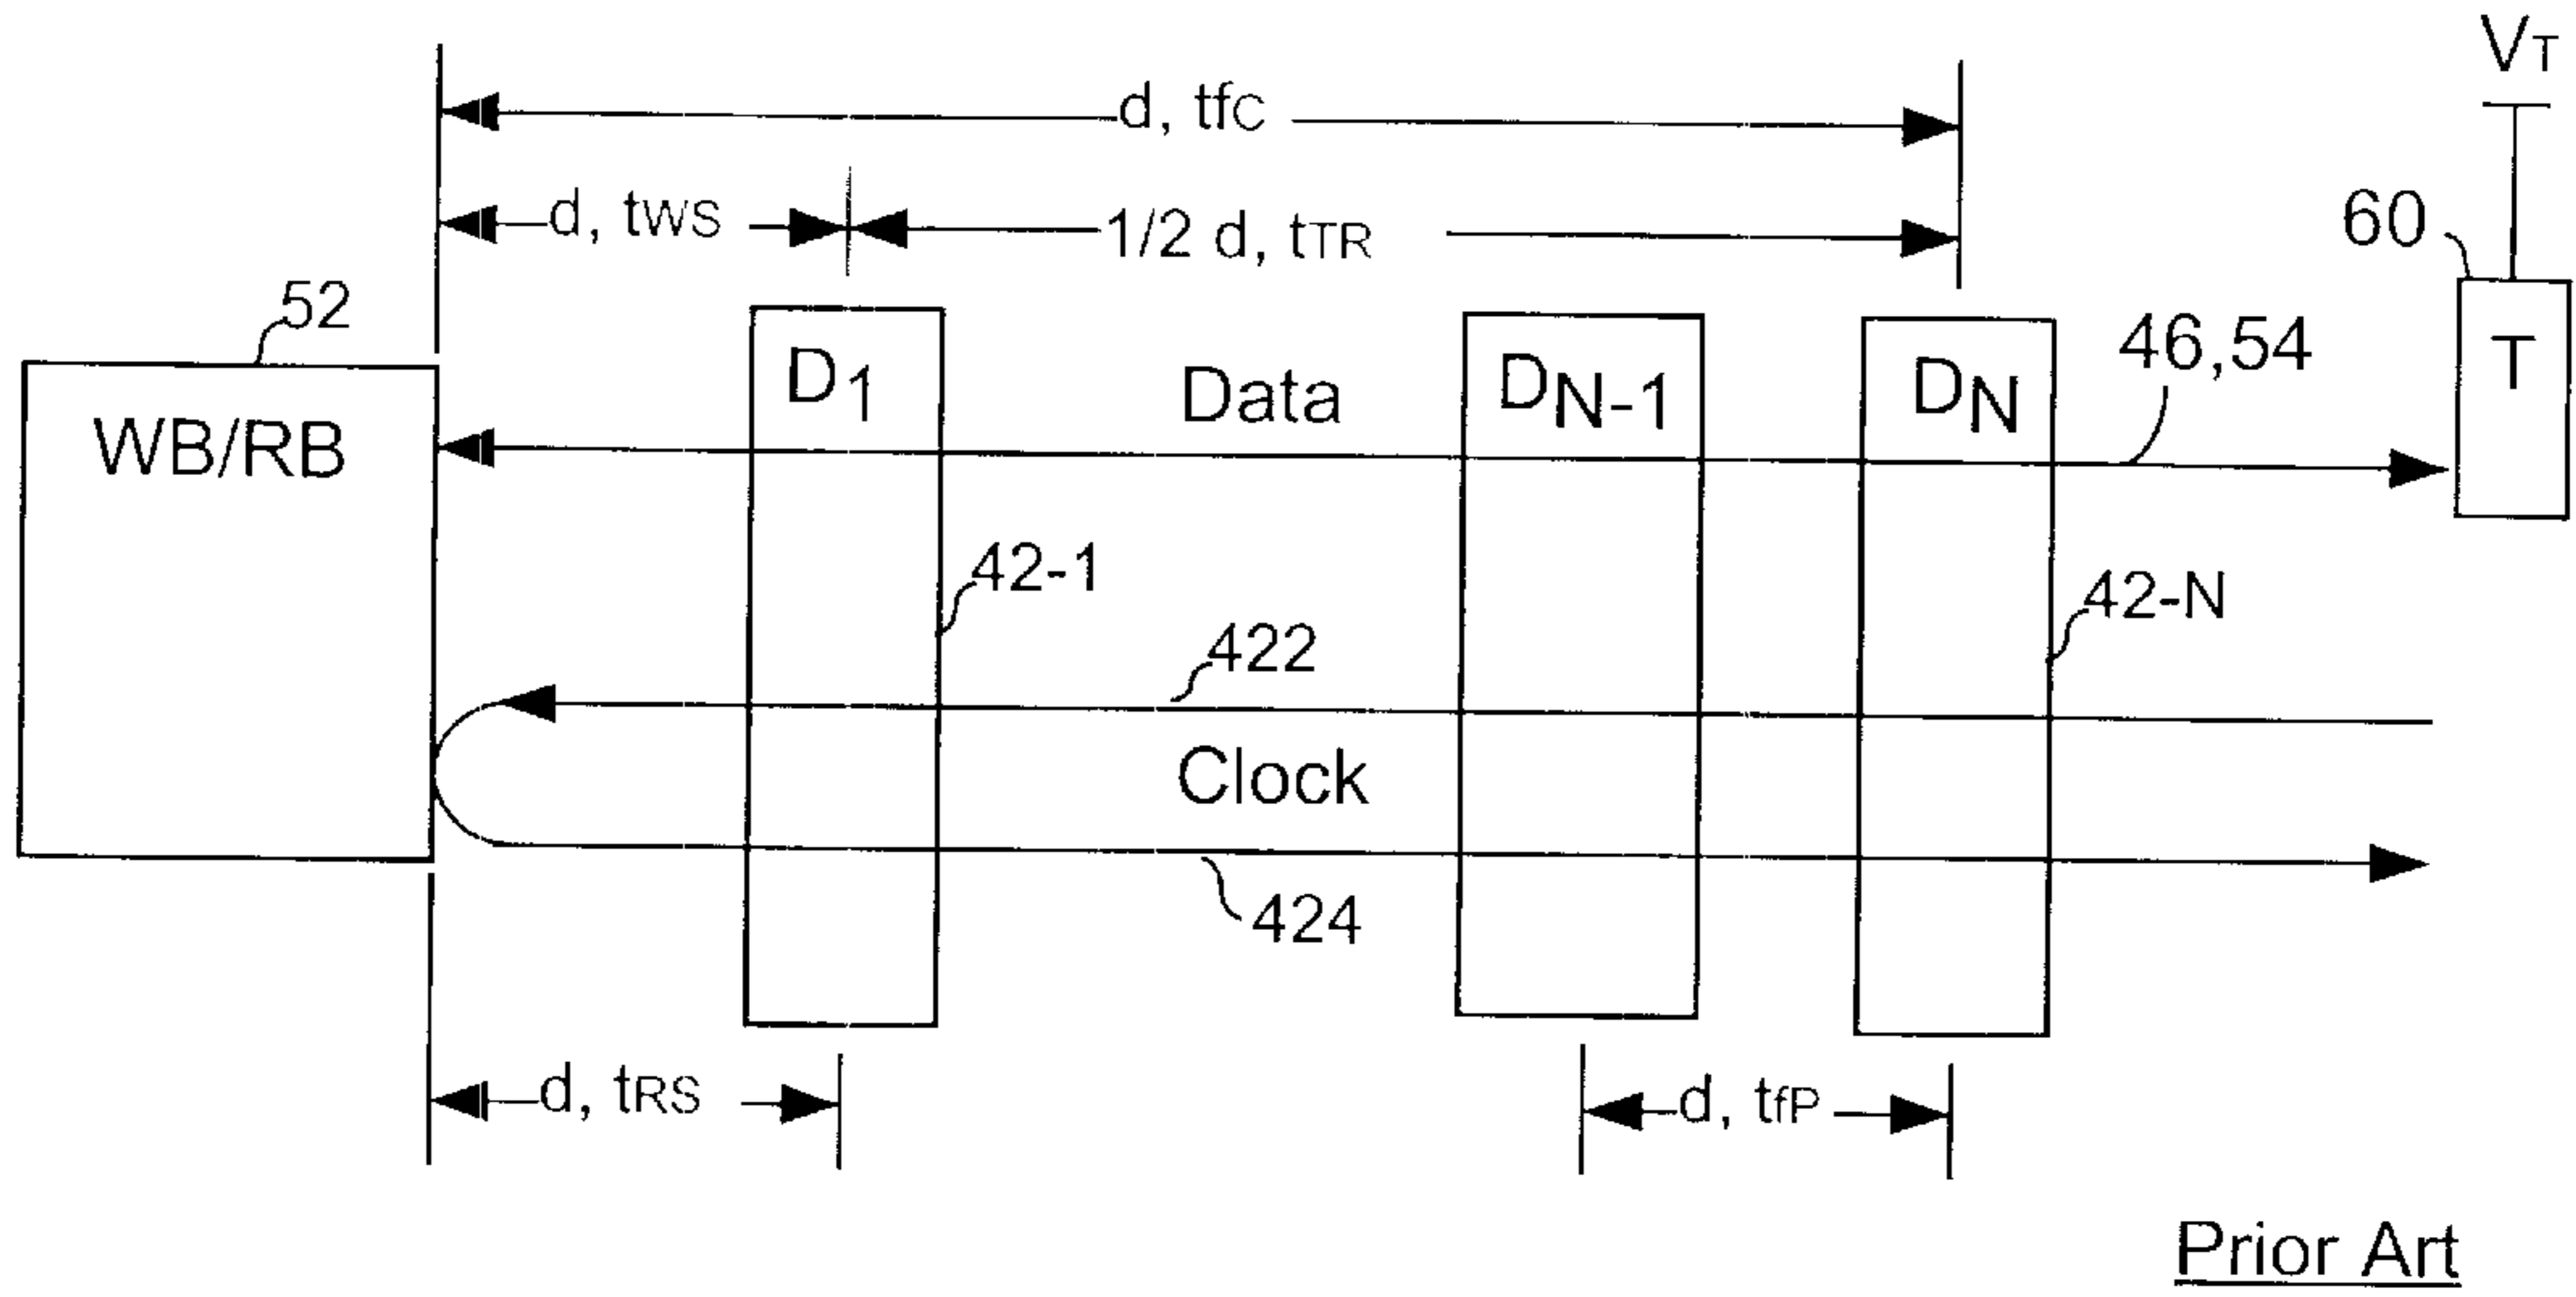 VT
d, tfC
d, tWS
1/2 d, tTR
60
52
D1
Data
DN-1
DN
46,54
T
WB/RB
42-1
42-N
422
Clock
424
d, tRS
d, tfP
Prior Art